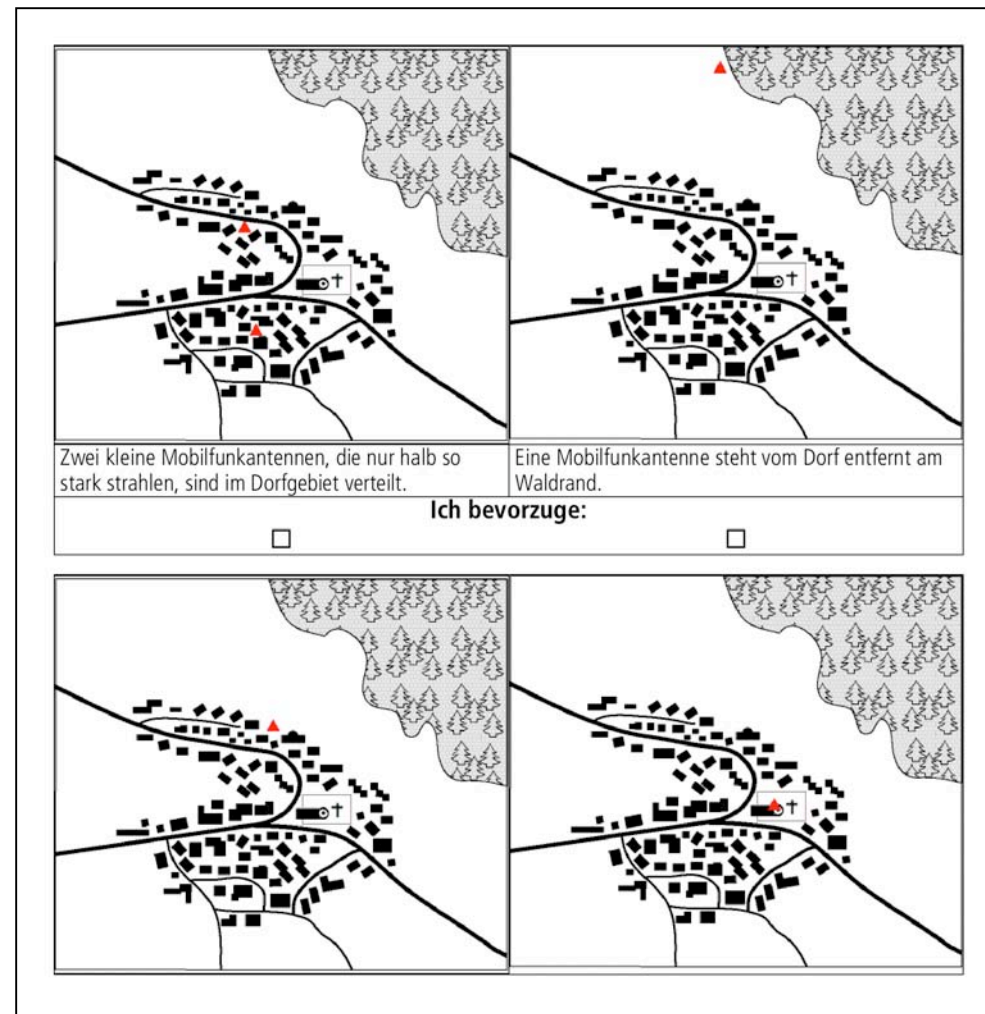 Zwei kleine Mobilfunkantennen, die nur halb so
stark strahlen, sind im Dorfgebiet verteilt.
Eine Mobilfunkantenne steht vom Dorf entfernt am
Waldrand.
Ich bevorzuge: